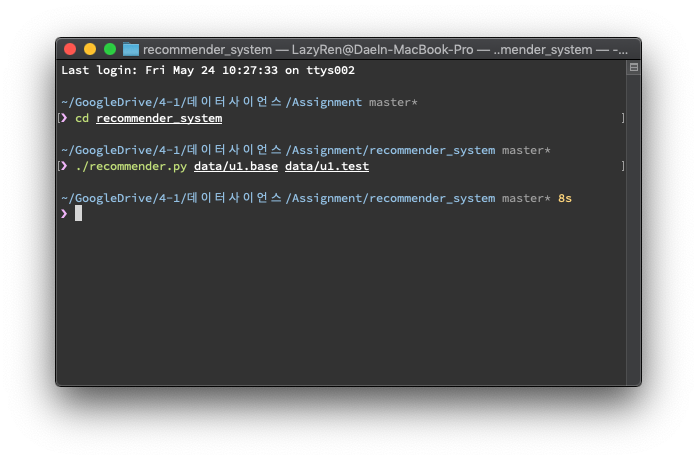 recommender_system — LazyRen@DaeIn-MacBook-Pro — ..mender_system — -...
Last login: Fri May 24 10:27:33 on ttys002
~/GoogleDrive/4-1/데이터사이언스/Assignment master*
[❯ cd recommender_system ]
~/GoogleDrive/4-1/데이터사이언스/Assignment/recommender_system master*
[❯ ./recommender.py data/u1.base data/u1.test ]
~/GoogleDrive/4-1/데이터사이언스/Assignment/recommender_system master* 8s
❯